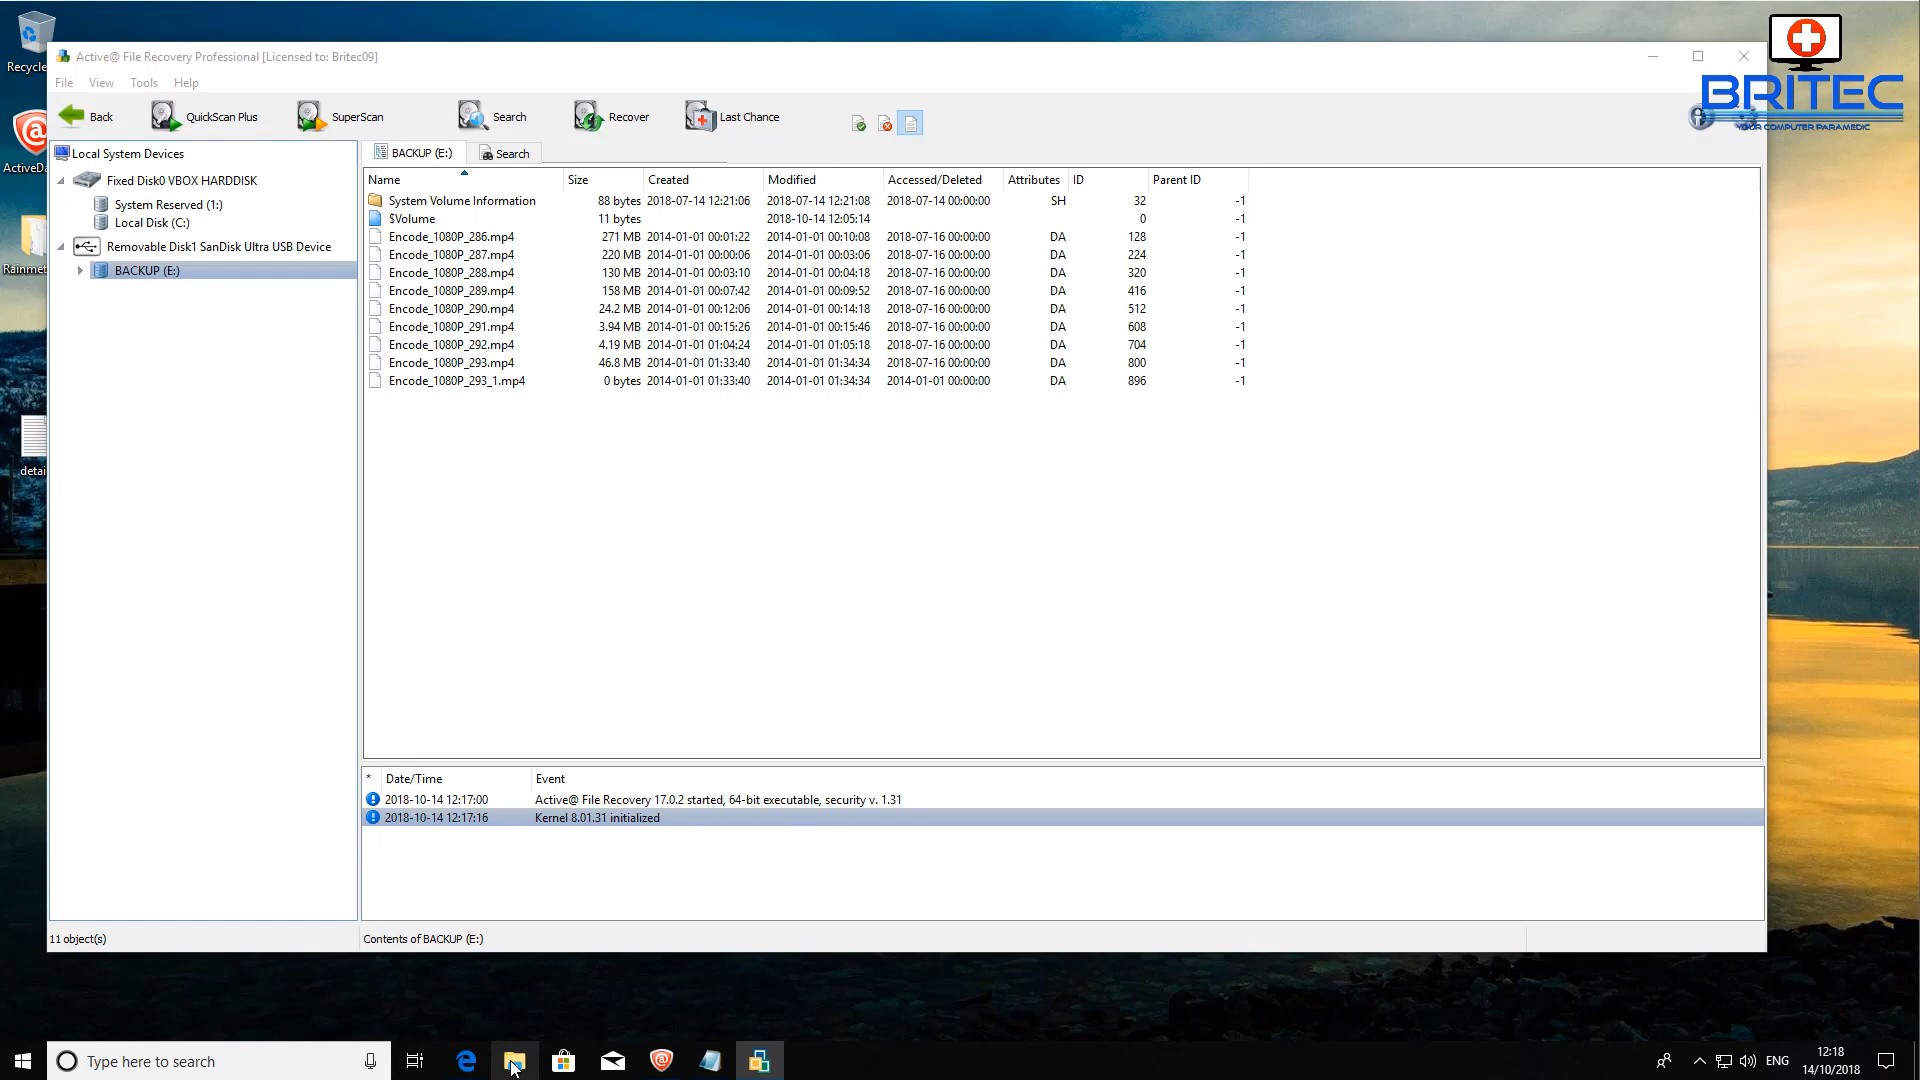 Recycle
ActiveDa
Rainmet
detai
Active@ File Recovery Professional [Licensed to: Britec09]
File View Tools Help
Back QuickScan Plus SuperScan Search Recover Last Chance
BRITEC
YOUR COMPUTER PARAMEDIC
Local System Devices
Fixed Disk0 VBOX HARDDISK
System Reserved (1:)
Local Disk (C:)
Removable Disk1 SanDisk Ultra USB Device
BACKUP (E:)
BACKUP (E:) Search
Name Size Created Modified Accessed/Deleted Attributes ID Parent ID
System Volume Information 88 bytes 2018-07-14 12:21:06 2018-07-14 12:21:08 2018-07-14 00:00:00 SH 32 -1
$Volume 11 bytes 2018-10-14 12:05:14 0 -1
Encode_1080P_286.mp4 271 MB 2014-01-01 00:01:22 2014-01-01 00:10:08 2018-07-16 00:00:00 DA 128 -1
Encode_1080P_287.mp4 220 MB 2014-01-01 00:00:06 2014-01-01 00:03:06 2018-07-16 00:00:00 DA 224 -1
Encode_1080P_288.mp4 130 MB 2014-01-01 00:03:10 2014-01-01 00:04:18 2018-07-16 00:00:00 DA 320 -1
Encode_1080P_289.mp4 158 MB 2014-01-01 00:07:42 2014-01-01 00:09:52 2018-07-16 00:00:00 DA 416 -1
Encode_1080P_290.mp4 24.2 MB 2014-01-01 00:12:06 2014-01-01 00:14:18 2018-07-16 00:00:00 DA 512 -1
Encode_1080P_291.mp4 3.94 MB 2014-01-01 00:15:26 2014-01-01 00:15:46 2018-07-16 00:00:00 DA 608 -1
Encode_1080P_292.mp4 4.19 MB 2014-01-01 01:04:24 2014-01-01 01:05:18 2018-07-16 00:00:00 DA 704 -1
Encode_1080P_293.mp4 46.8 MB 2014-01-01 01:33:40 2014-01-01 01:34:34 2018-07-16 00:00:00 DA 800 -1
Encode_1080P_293_1.mp4 0 bytes 2014-01-01 01:33:40 2014-01-01 01:34:34 2014-01-01 00:00:00 DA 896 -1
* Date/Time Event
2018-10-14 12:17:00 Active@ File Recovery 17.0.2 started, 64-bit executable, security v. 1.31
2018-10-14 12:17:16 Kernel 8.01.31 initialized
11 object(s) Contents of BACKUP (E:)
Type here to search
ENG
12:18
14/10/2018